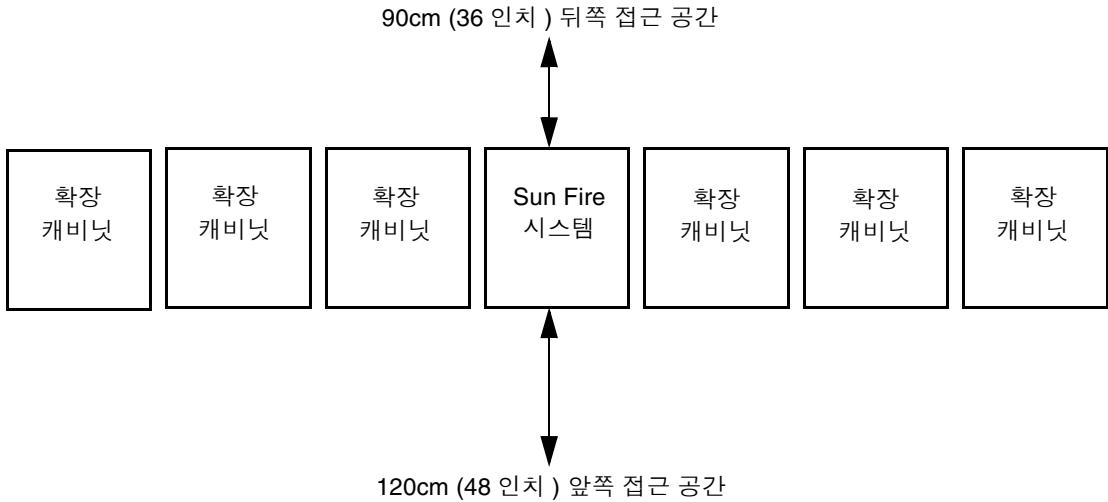 90cm (36 인치 ) 뒤쪽 접근 공간
확장
캐비닛
확장
캐비닛
확장
캐비닛
Sun Fire
시스템
확장
캐비닛
확장
캐비닛
확장
캐비닛
120cm (48 인치 ) 앞쪽 접근 공간